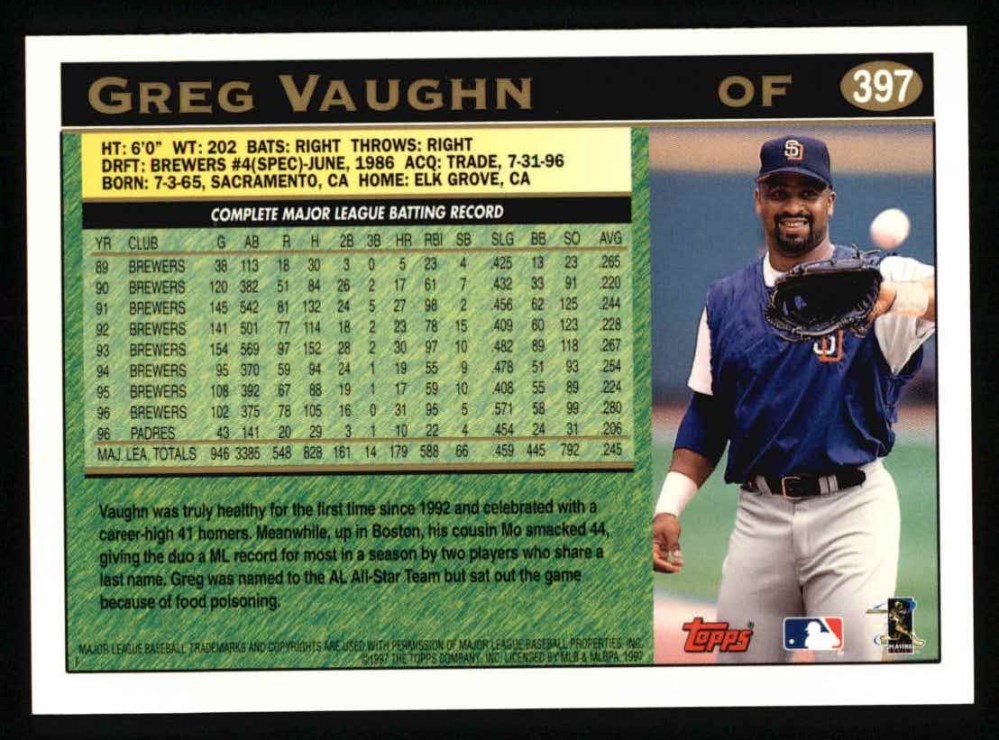 GREG VAUGHN OF 397
HT: 6'0" WT: 202 BATS: RIGHT THROWS: RIGHT
DRFT: BREWERS #4(SPEC)-JUNE, 1986 ACQ: TRADE, 7-31-96
BORN: 7-3-65, SACRAMENTO, CA HOME: ELK GROVE, CA
COMPLETE MAJOR LEAGUE BATTING RECORD
YR CLUB G AB R H 2B 3B HR RBI SB SLG BB SO AVG
89 BREWERS 38 113 18 30 3 0 5 23 4 .425 13 23 .265
90 BREWERS 120 382 51 84 26 2 17 61 7 .432 33 91 .220
91 BREWERS 145 542 81 132 24 5 27 98 2 .456 62 125 .244
92 BREWERS 141 501 77 114 18 2 23 78 15 .409 60 123 .228
93 BREWERS 154 569 97 152 28 2 30 97 10 .482 89 118 .267
94 BREWERS 95 370 59 94 24 1 19 55 9 .478 51 93 .254
95 BREWERS 108 392 67 88 19 1 17 59 10 .408 55 89 .224
96 BREWERS 102 375 78 105 16 0 31 95 5 .571 58 99 .280
96 PADRES 43 141 20 29 3 1 10 22 4 .454 24 31 .206
MAJ. LEA. TOTALS 946 3385 548 828 161 14 179 588 66 .459 445 792 .245
Vaughn was truly healthy for the first time since 1992 and celebrated with a
career-high 41 homers. Meanwhile, up in Boston, his cousin Mo smacked 44,
giving the duo a ML record for most in a season by two players who share a
last name. Greg was named to the AL All-Star Team but sat out the game
because of food poisoning.
MAJOR LEAGUE BASEBALL TRADEMARKS AND COPYRIGHTS ARE USED WITH PERMISSION OF MAJOR LEAGUE BASEBALL PROPERTIES, INC.
F ©1997 THE TOPPS COMPANY, INC. LICENSED BY MLB & MLBPA 1997
SD
SD
Topps®